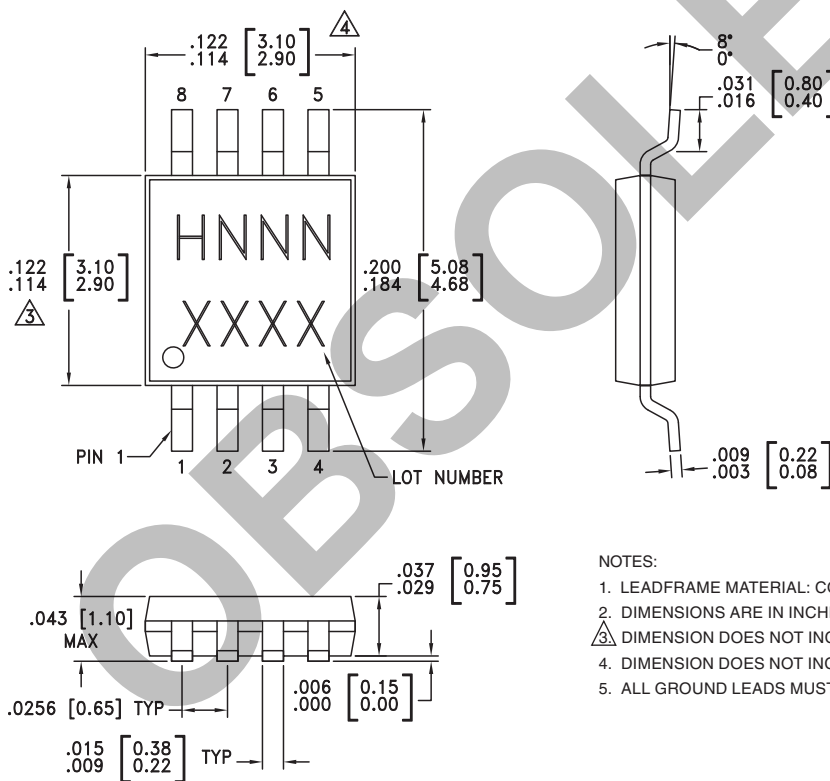 .122 [3.10]
.114 [2.90]
4
8 7 6 5
8°
0°
.031 [0.80]
.016 [0.40]
HNNN
XXXX
.122 [3.10]
.114 [2.90]
3
.200 [5.08]
.184 [4.68]
PIN 1
1 2 3 4
LOT NUMBER
.009 [0.22]
.003 [0.08]
.037 [0.95]
.029 [0.75]
.043 [1.10]
MAX
.006 [0.15]
.000 [0.00]
.0256 [0.65] TYP
.015 [0.38]
.009 [0.22]
TYP
NOTES:
1. LEADFRAME MATERIAL:
2. DIMENSIONS ARE IN
3. DIMENSION DOES NOT
4. DIMENSION DOES NOT
5. ALL GROUND LEADS MUST
OBSOLE